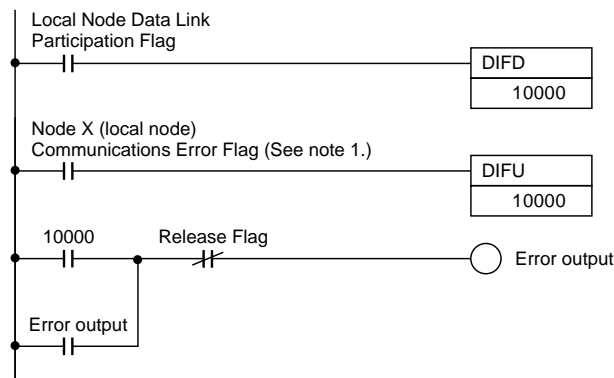 Local Node Data Link
Participation Flag
DIFD
10000
Node X (local node)
Communications Error Flag (See note 1.)
DIFU
10000
10000
Release Flag
Error output
Error output